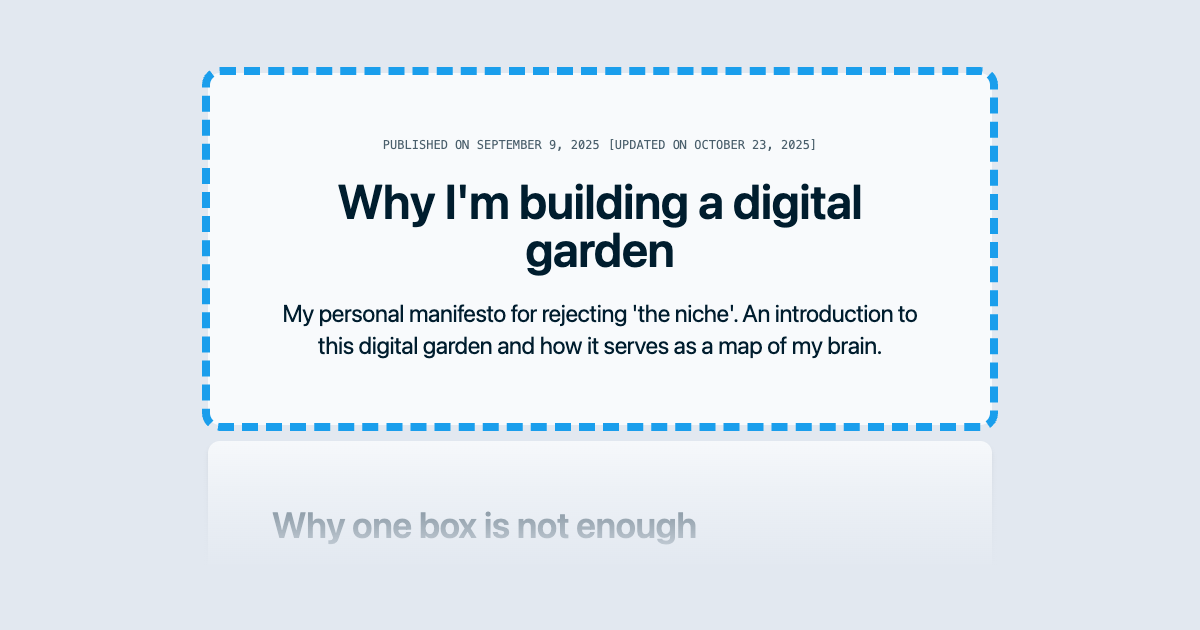 PUBLISHED ON SEPTEMBER 9, 2025 [UPDATED ON OCTOBER 23, 2025]
Why I'm building a digital
garden
My personal manifesto for rejecting 'the niche'. An introduction to
this digital garden and how it serves as a map of my brain.
Why one box is not enough